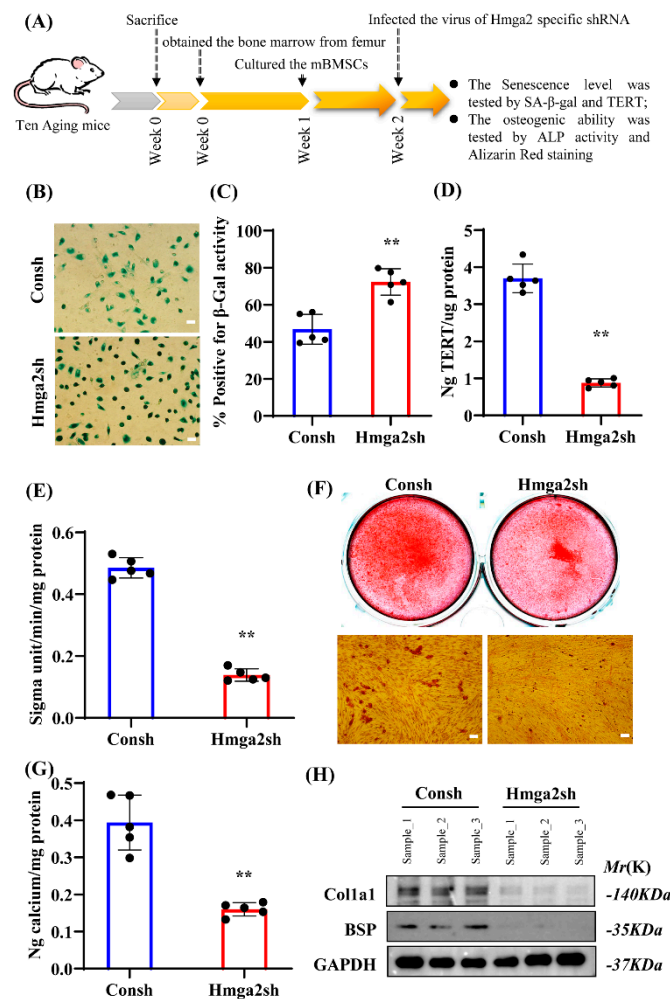 (A)
Sacrifice
Infected the virus of Hmga2 specific shRNA
obtained the bone marrow from femur
Cultured the mBMSCs
Ten Aging mice
Week 0
Week 0
Week 1
Week 2
● The Senescence level was
tested by SA-β-gal and TERT;
● The osteogenic ability was
tested by ALP activity and
Alizarin Red staining
(B)
Consh
Hmga2sh
(C)
% Positive for β-Gal activity
100
80
60
40
20
0
**
Consh
Hmga2sh
(D)
Ng TERT/ug protein
5
4
3
2
1
0
**
Consh
Hmga2sh
(E)
Sigma unit/min/mg protein
0.6
0.4
0.2
0.0
**
Consh
Hmga2sh
(F)
Consh
Hmga2sh
(G)
Ng calcium/mg protein
0.5
0.4
0.3
0.2
0.1
0.0
**
Consh
Hmga2sh
(H)
Consh
Hmga2sh
Sample_1
Sample_2
Sample_3
Sample_1
Sample_2
Sample_3
Mr(K)
Col1a1
-140KDa
BSP
-35KDa
GAPDH
-37KDa